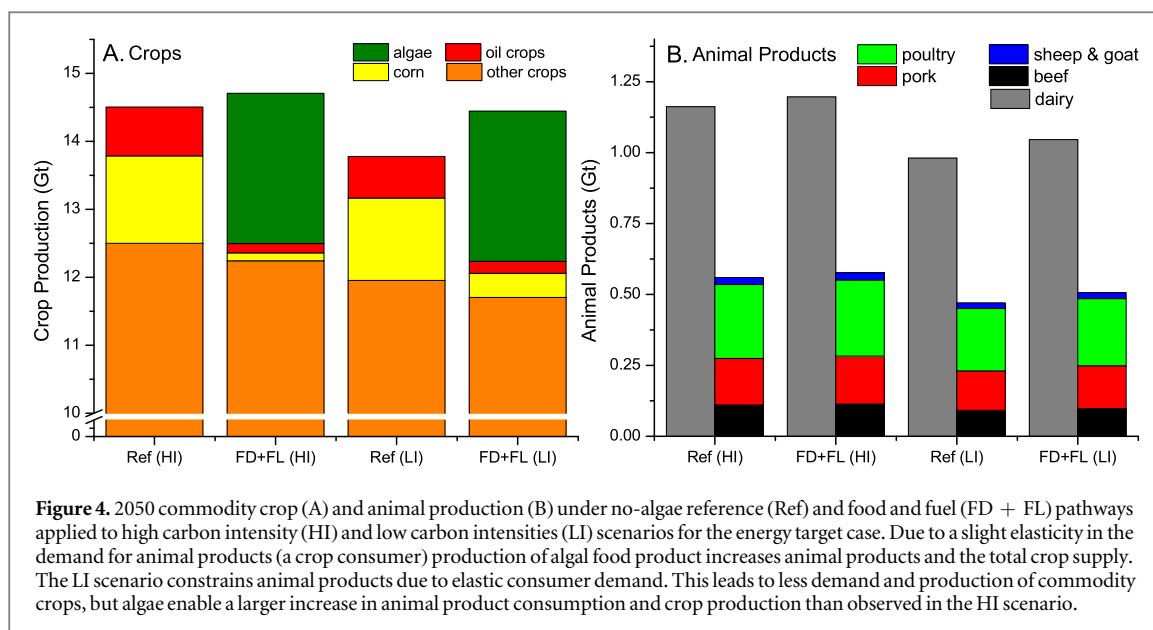 A. Crops
algae
oil crops
corn
other crops
Crop Production (Gt)
15
14
13
12
11
10
0
Ref (HI)
FD+FL (HI)
Ref (LI)
FD+FL (LI)
B. Animal Products
poultry
sheep & goat
pork
beef
dairy
Animal Products (Gt)
1.25
1.00
0.75
0.50
0.25
0.00
Ref (HI)
FD+FL (HI)
Ref (LI)
FD+FL (LI)
Figure 4. 2050 commodity crop (A) and animal production (B) under no-algae reference (Ref) and food and fuel (FD + FL) pathways
applied to high carbon intensity (HI) and low carbon intensities (LI) scenarios for the energy target case. Due to a slight elasticity in the
demand for animal products (a crop consumer) production of algal food product increases animal products and the total crop supply.
The LI scenario constrains animal products due to elastic consumer demand. This leads to less demand and production of commodity
crops, but algae enable a larger increase in animal product consumption and crop production than observed in the HI scenario.